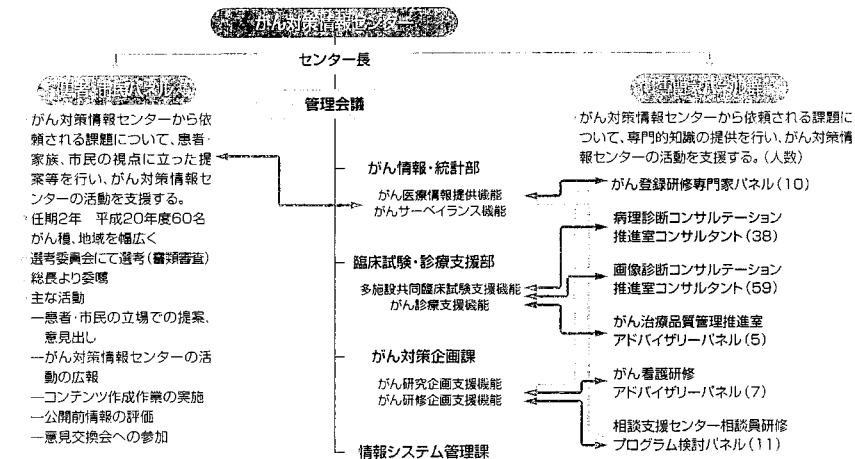 がん対策情報センター
センター長
管理会議
がん対策情報センターから依
頼される課題について、患者・
家族、市民の視点に立った提
案等を行い、がん対策情報セ
ンターの活動を支援する。
任期2年 平成20年度60名
がん種、地域を幅広く
選考委員会にて選考(書類審査)
総長より委嘱
主な活動
―患者・市民の立場での提案、
意見出し
―がん対策情報センターの活
動の広報
―コンテンツ作成作業の実施
―公開前情報の評価
―意見交換会への参加
がん情報・統計部
がん医療情報提供機能
がんサーベイランス機能
臨床試験・診療支援部
多施設共同臨床試験支援機能
がん診療支援機能
がん対策企画課
がん研究企画支援機能
がん研修企画支援機能
情報システム管理課
がん対策情報センターから依頼される課題に
ついて、専門的知識の提供を行い、がん対策情
報センターの活動を支援する。(人数)
がん登録研修専門家パネル(10)
病理診断コンサルテーション
推進室コンサルタント(38)
画像診断コンサルテーション
推進室コンサルタント(59)
がん治療品質管理推進室
アドバイザリーパネル(5)
がん看護研修
アドバイザリーパネル(7)
相談支援センター相談員研修
プログラム検討パネル(11)